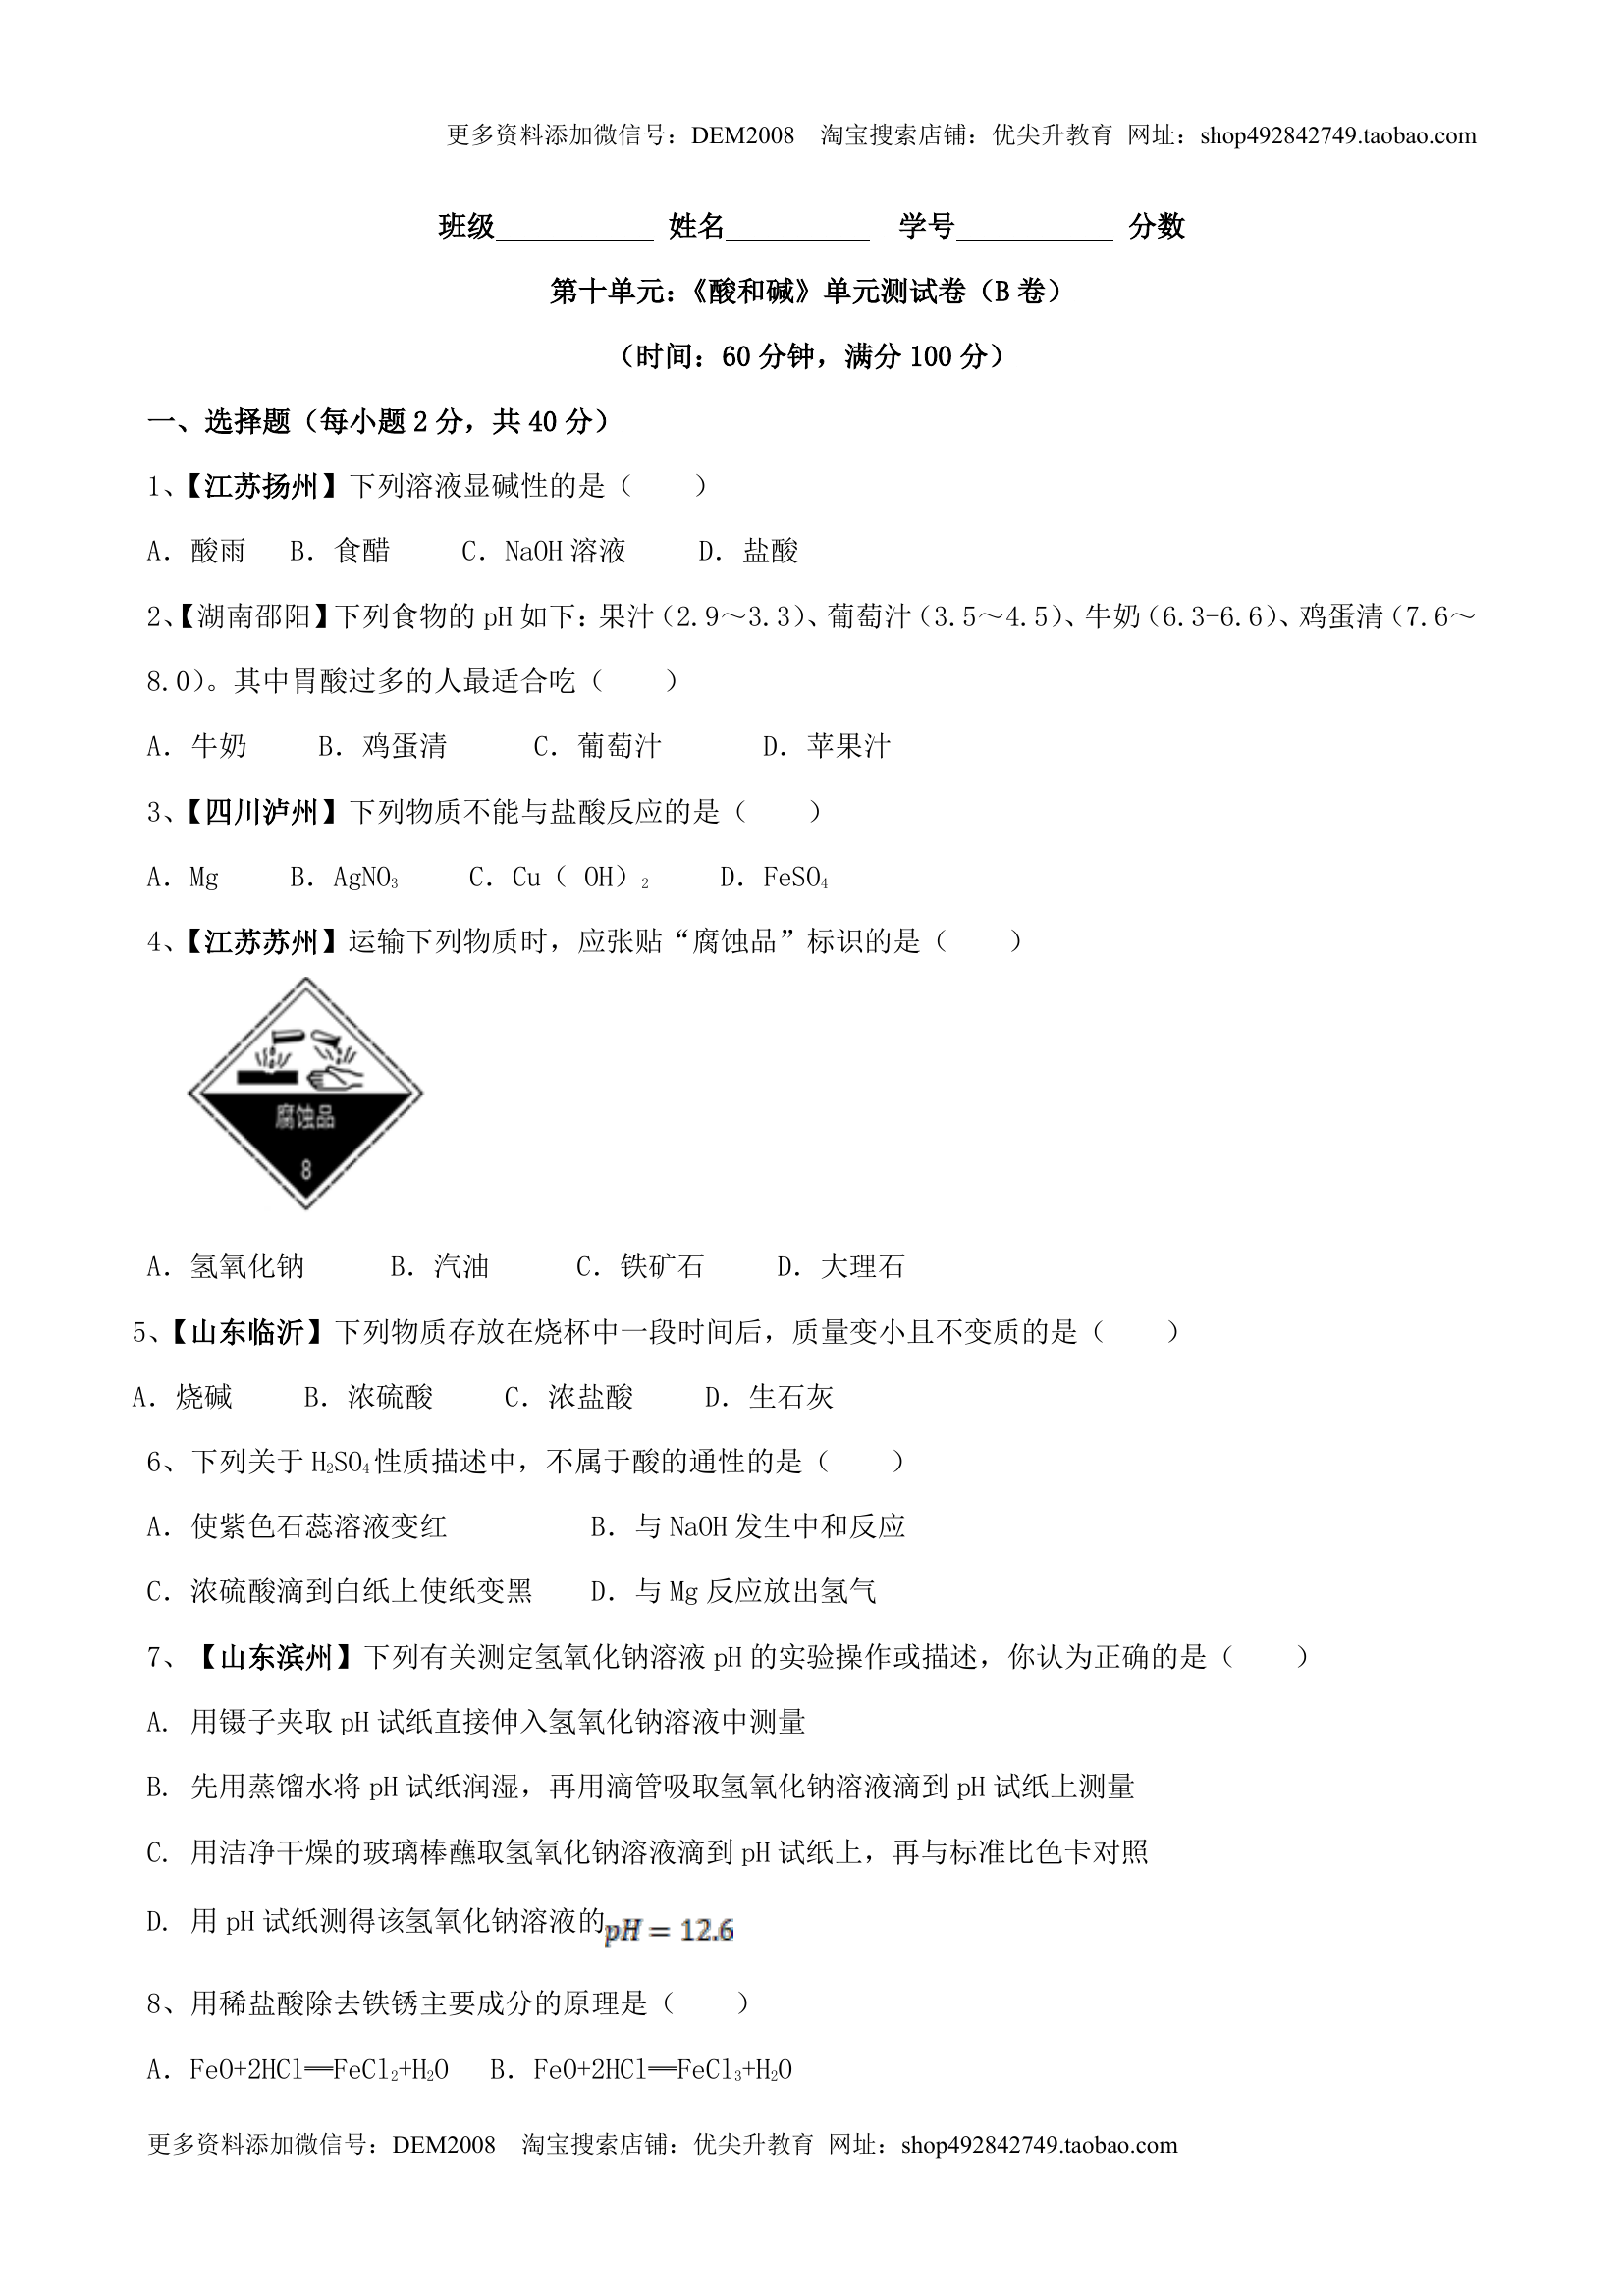 更多资料添加微信号：DEM2008 淘宝搜索店铺：优尖升教育 网址：shop492842749.taobao.com
班级___________ 姓名__________ 学号___________ 分数
第十单元：《酸和碱》单元测试卷（B 卷）
（时间：60 分钟，满分 100 分）
一、选择题（每小题 2 分，共 40 分）
1、【江苏扬州】下列溶液显碱性的是（  ）
A．酸雨 B．食醋 C．NaOH 溶液 D．盐酸
2、【湖南邵阳】下列食物的 pH 如下：果汁（2.9～3.3）、葡萄汁（3.5～4.5）、牛奶（6.3-6.6）、鸡蛋清（7.6～
8.0）。其中胃酸过多的人最适合吃（  ）
A．牛奶 B．鸡蛋清 C．葡萄汁 D．苹果汁
3、【四川泸州】下列物质不能与盐酸反应的是（  ）
A．Mg B．AgNO₃ C．Cu（ OH）₂ D．FeSO₄
4、【江苏苏州】运输下列物质时，应张贴“腐蚀品”标识的是（  ）
腐蚀品
8
A．氢氧化钠 B．汽油 C．铁矿石 D．大理石
5、【山东临沂】下列物质存放在烧杯中一段时间后，质量变小且不变质的是（  ）
A．烧碱 B．浓硫酸 C．浓盐酸 D．生石灰
6、下列关于 H₂SO₄ 性质描述中，不属于酸的通性的是（  ）
A．使紫色石蕊溶液变红 B．与 NaOH 发生中和反应
C．浓硫酸滴到白纸上使纸变黑 D．与 Mg 反应放出氢气
7、【山东滨州】下列有关测定氢氧化钠溶液 pH 的实验操作或描述，你认为正确的是（  ）
A. 用镊子夹取 pH 试纸直接伸入氢氧化钠溶液中测量
B. 先用蒸馏水将 pH 试纸润湿，再用滴管吸取氢氧化钠溶液滴到 pH 试纸上测量
C. 用洁净干燥的玻璃棒蘸取氢氧化钠溶液滴到 pH 试纸上，再与标准比色卡对照
D. 用 pH 试纸测得该氢氧化钠溶液的pH = 12.6
8、用稀盐酸除去铁锈主要成分的原理是（  ）
A．FeO+2HCl═FeCl₂+H₂O B．FeO+2HCl═FeCl₃+H₂O
更多资料添加微信号：DEM2008 淘宝搜索店铺：优尖升教育 网址：shop492842749.taobao.com